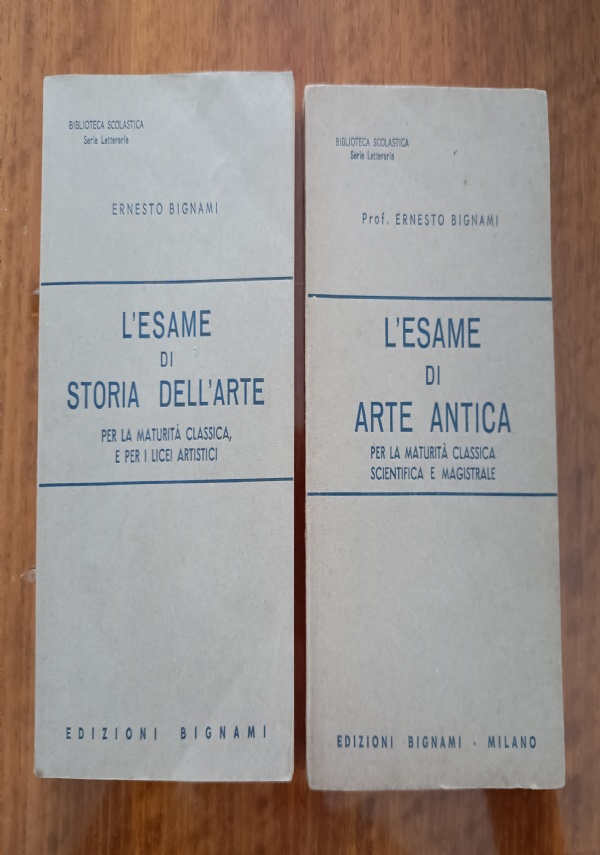 BIBLIOTECA SCOLASTICA
Serie Letteraria
ERNESTO BIGNAMI
L'ESAME
DI
STORIA DELL'ARTE
PER LA MATURITÀ CLASSICA,
E PER I LICEI ARTISTICI
EDIZIONI BIGNAMI
BIBLIOTECA SCOLASTICA
Serie Letteraria
Prof. ERNESTO BIGNAMI
L'ESAME
DI
ARTE ANTICA
PER LA MATURITÀ CLASSICA
SCIENTIFICA E MAGISTRALE
EDIZIONI BIGNAMI - MILANO